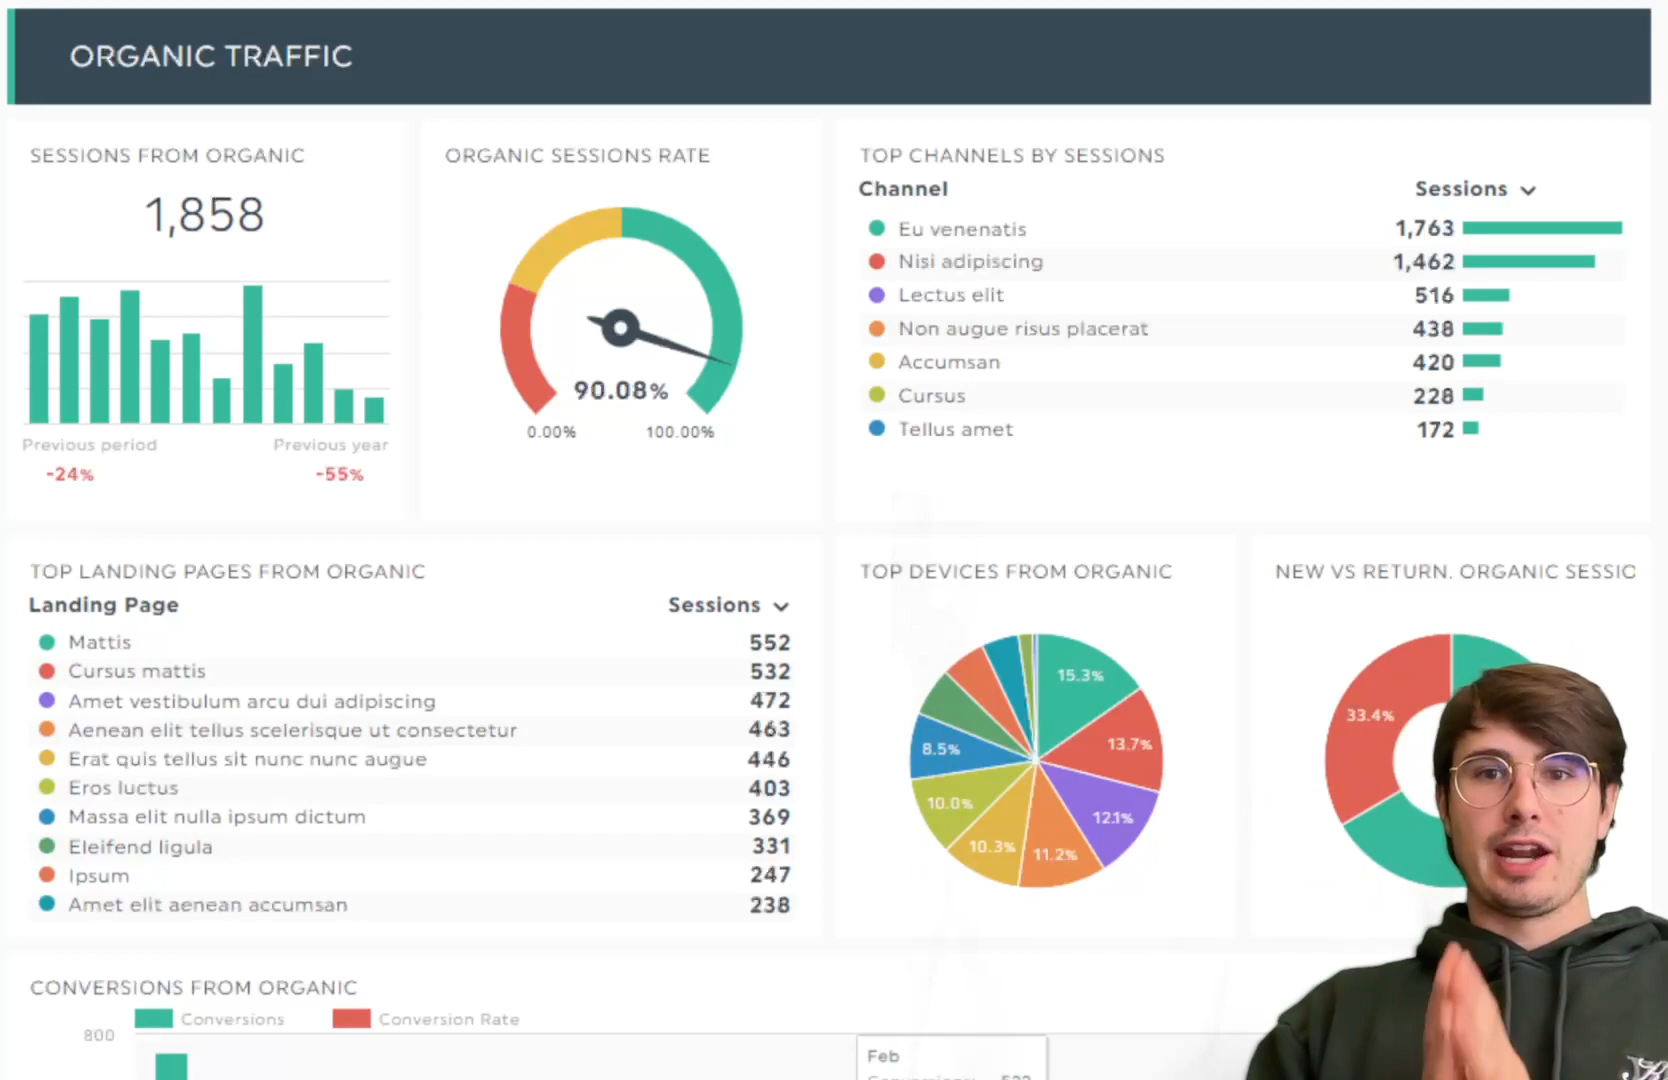 ORGANIC TRAFFIC
SESSIONS FROM ORGANIC
1,858
Previous period
Previous year
-24%
-55%
ORGANIC SESSIONS RATE
90.08%
0.00%
100.00%
TOP CHANNELS BY SESSIONS
Channel Sessions
Eu venenatis 1,763
Nisi adipiscing 1,462
Lectus elit 516
Non augue risus placerat 438
Accumsan 420
Cursus 228
Tellus amet 172
TOP LANDING PAGES FROM ORGANIC
Landing Page Sessions
Mattis 552
Cursus mattis 532
Amet vestibulum arcu dui adipiscing 472
Aenean elit tellus scelerisque ut consectetur 463
Erat quis tellus sit nunc nunc augue 446
Eros luctus 403
Massa elit nulla ipsum dictum 369
Eleifend ligula 331
Ipsum 247
Amet elit aenean accumsan 238
TOP DEVICES FROM ORGANIC
15.3%
13.7%
12.1%
11.2%
10.3%
10.0%
8.5%
NEW VS RETURN. ORGANIC SESSIO
33.4%
CONVERSIONS FROM ORGANIC
Conversions
Conversion Rate
800
Feb